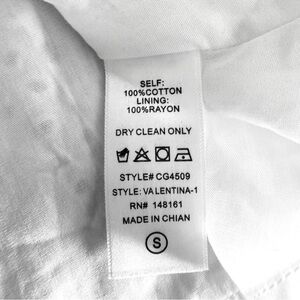 SELF:
100%COTTON
LINING:
100%RAYON
DRY CLEAN ONLY
STYLE# CG4509
STYLE: VALENTINA-1
RN# 148161
MADE IN CHIAN
S